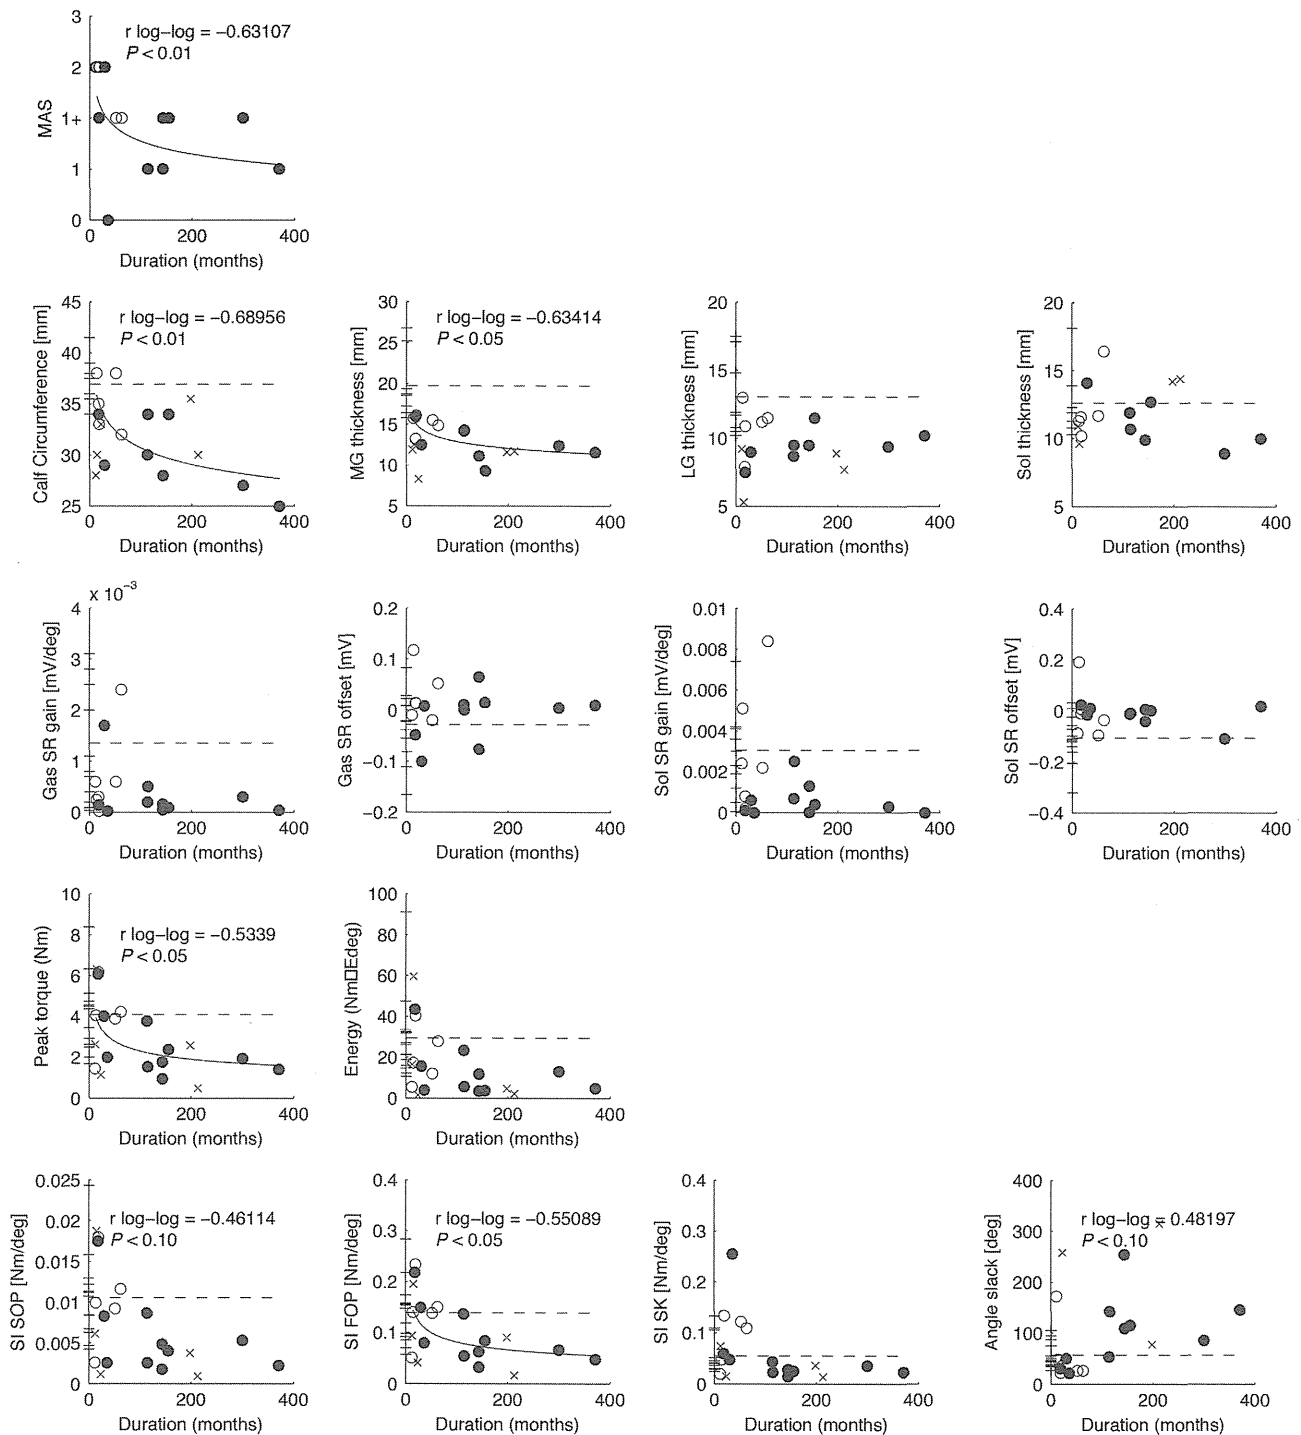 3
r log–log = –0.63107
P < 0.01
2
MAS
1+
1
0
0 200 400
Duration (months)
45
r log–log = –0.68956
P < 0.01
40
35
30
25
Calf Circumference [mm]
0 200 400
Duration (months)
30
r log–log = –0.63414
P < 0.05
25
20
15
10
5
MG thickness [mm]
0 200 400
Duration (months)
20
15
10
5
LG thickness [mm]
0 200 400
Duration (months)
20
15
10
5
Sol thickness [mm]
0 200 400
Duration (months)
x 10–3
4
3
2
1
0
Gas SR gain [mV/deg]
0 200 400
Duration (months)
0.2
0.1
0
–0.1
–0.2
Gas SR offset [mV]
0 200 400
Duration (months)
0.01
0.008
0.006
0.004
0.002
0
Sol SR gain [mV/deg]
0 200 400
Duration (months)
0.4
0.2
0
–0.2
–0.4
Sol SR offset [mV]
0 200 400
Duration (months)
10
8
r log–log = –0.5339
P < 0.05
6
4
2
0
Peak torque (Nm)
0 200 400
Duration (months)
100
80
60
40
20
0
Energy (Nm□Edeg)
0 200 400
Duration (months)
0.025
0.02
r log–log = –0.46114
P < 0.10
0.015
0.01
0.005
0
SI SOP [Nm/deg]
0 200 400
Duration (months)
0.4
0.3
r log–log = –0.55089
P < 0.05
0.2
0.1
0
SI FOP [Nm/deg]
0 200 400
Duration (months)
0.4
0.3
0.2
0.1
0
SI SK [Nm/deg]
0 200 400
Duration (months)
400
300
r log–log = 0.48197
P < 0.10
200
100
0
Angle slack [deg]
0 200 400
Duration (months)